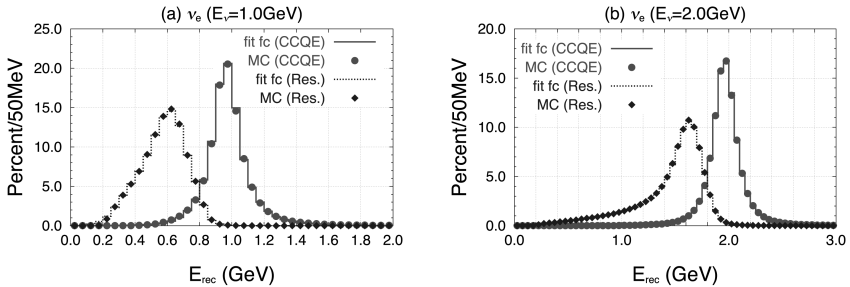 (a) νe (Eν=1.0GeV)
fit fc (CCQE)
MC (CCQE)
fit fc (Res.)
MC (Res.)
Percent/50MeV
25.0
20.0
15.0
10.0
5.0
0.0
0.0 0.2 0.4 0.6 0.8 1.0 1.2 1.4 1.6 1.8 2.0
Erec (GeV)
(b) νe (Eν=2.0GeV)
fit fc (CCQE)
MC (CCQE)
fit fc (Res.)
MC (Res.)
Percent/50MeV
20.0
15.0
10.0
5.0
0.0
0.0 1.0 2.0 3.0
Erec (GeV)